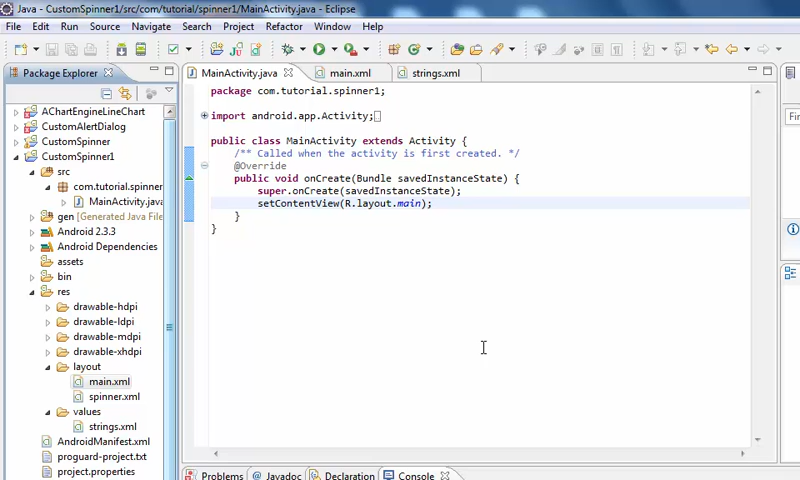 Java - CustomSpinner1/src/com/tutorial/spinner1/MainActivity.java - Eclipse
File Edit Run Source Navigate Search Project Refactor Window Help
Package Explorer
MainActivity.java main.xml strings.xml
AChartEngineLineChart
CustomAlertDialog
CustomSpinner
CustomSpinner1
src
com.tutorial.spinner
MainActivity.java
gen [Generated Java File
Android 2.3.3
Android Dependencies
assets
bin
res
drawable-hdpi
drawable-ldpi
drawable-mdpi
drawable-xhdpi
layout
main.xml
spinner.xml
values
strings.xml
AndroidManifest.xml
proguard-project.txt
project.properties
package com.tutorial.spinner1;
import android.app.Activity;
public class MainActivity extends Activity {
/** Called when the activity is first created. */
@Override
public void onCreate(Bundle savedInstanceState) {
super.onCreate(savedInstanceState);
setContentView(R.layout.main);
}
}
Problems Javadoc Declaration Console